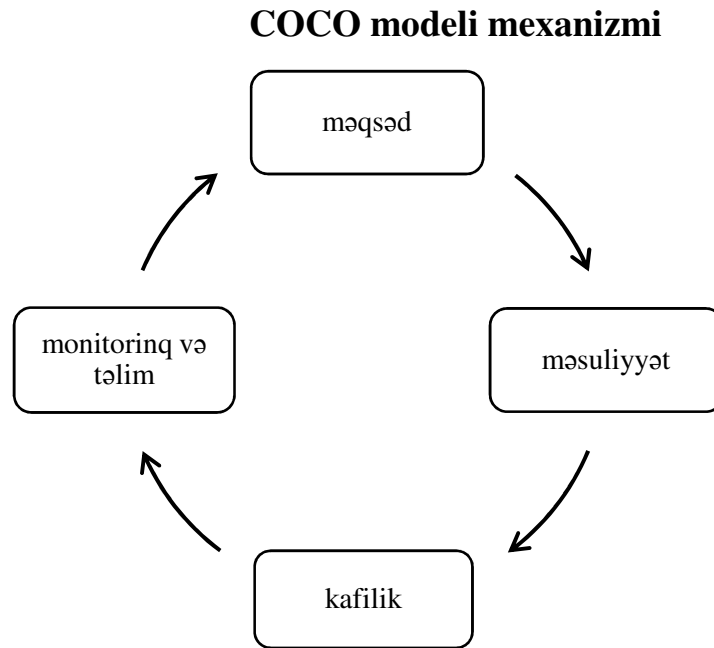 COCO modeli mexanizmi
məqsəd
məsuliyyət
kafilik
monitorinq və
təlim